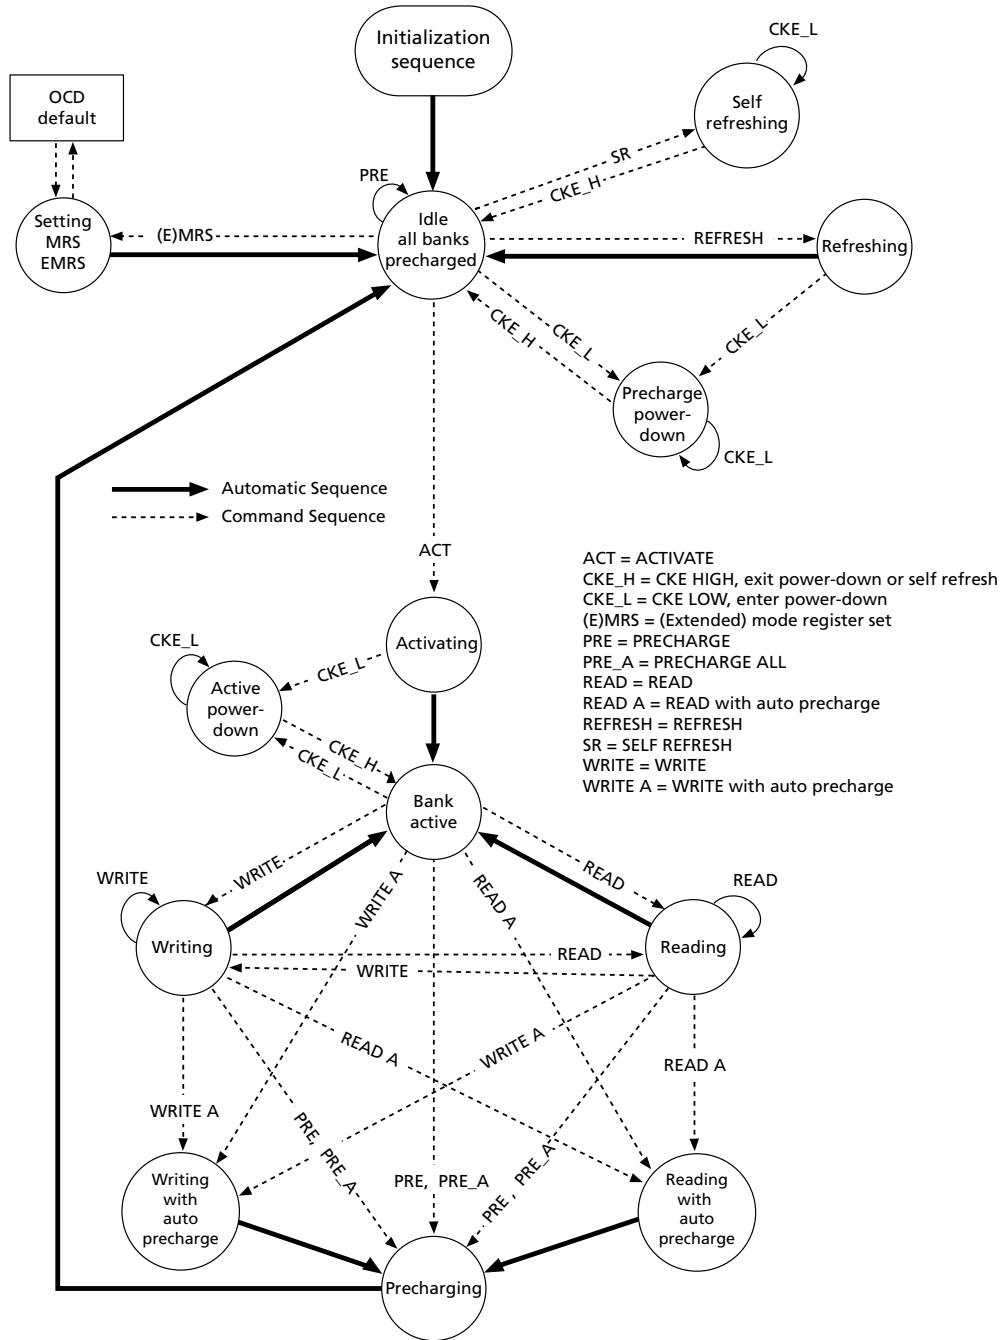 Initialization
sequence
CKE_L
OCD
default
Self
refreshing
SR
CKE_H
PRE
Setting
MRS
EMRS
(E)MRS
Idle
all banks
precharged
REFRESH
Refreshing
CKE_L
CKE_H
CKE_L
Precharge
power-
down
CKE_L
Automatic Sequence
Command Sequence
ACT
ACT = ACTIVATE
CKE_H = CKE HIGH, exit power-down or self refresh
CKE_L = CKE LOW, enter power-down
(E)MRS = (Extended) mode register set
PRE = PRECHARGE
PRE_A = PRECHARGE ALL
READ = READ
READ A = READ with auto precharge
REFRESH = REFRESH
SR = SELF REFRESH
WRITE = WRITE
WRITE A = WRITE with auto precharge
Activating
CKE_L
CKE_L
Active
power-
down
CKE_H
CKE_L
Bank
active
WRITE
WRITE
WRITE A
READ A
READ
READ
Writing
READ
WRITE
Reading
READ A
WRITE A
READ A
WRITE A
PRE, PRE_A
PRE, PRE_A
PRE, PRE_A
Writing
with
auto
precharge
Reading
with
auto
precharge
Precharging